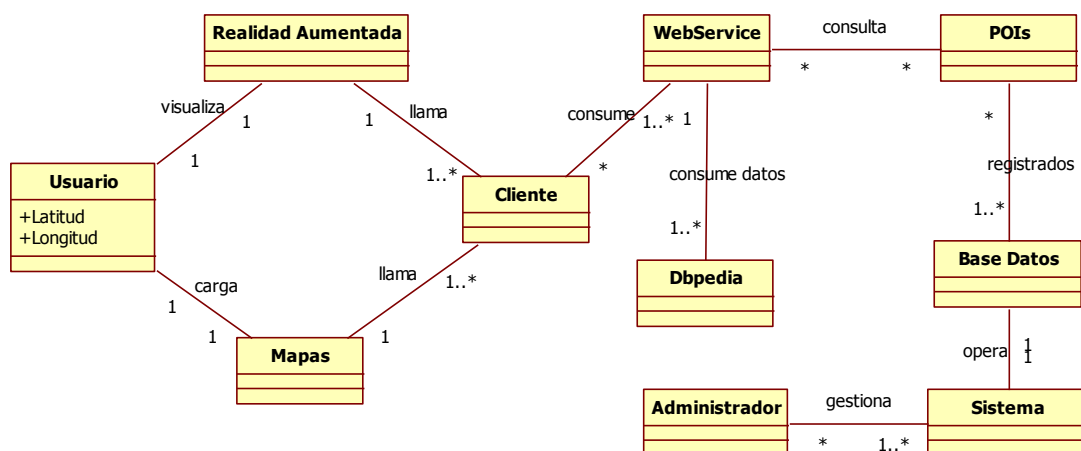 Realidad Aumentada
WebService
consulta
POIs
*
*
visualiza
1
1
llama
1
1..*
consume
1..*
*
1
consume datos
1..*
*
registrados
1..*
Usuario
+Latitud
+Longitud
Cliente
carga
1
1
llama
1..*
1
Mapas
Dbpedia
Base Datos
opera
1
1
Administrador
gestiona
*
1..*
Sistema